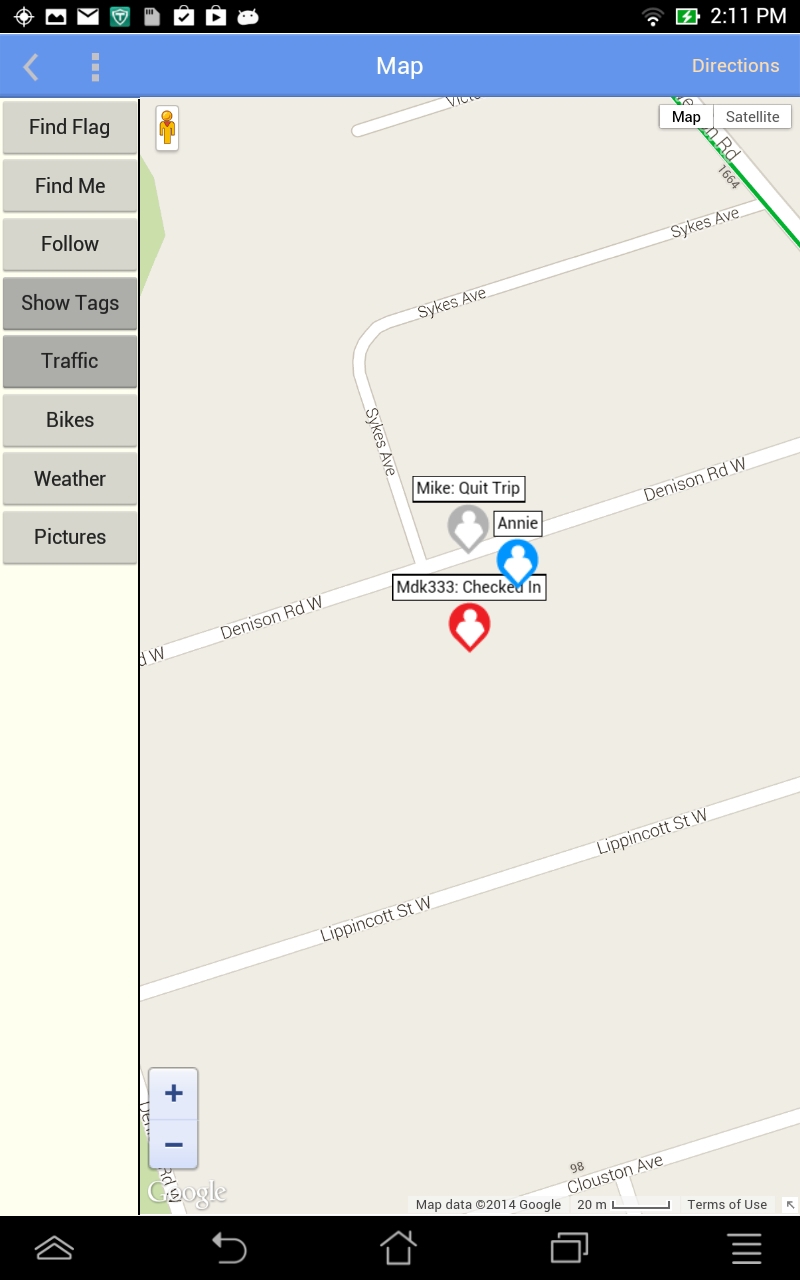 2:11 PM
Map
Directions
Find Flag
Find Me
Follow
Show Tags
Traffic
Bikes
Weather
Pictures
Map
Satellite
Rd
1664
Sykes Ave
Sykes Ave
Sykes Ave
Denison Rd W
Mike: Quit Trip
Annie
Mdk333: Checked In
Denison Rd W
d W
Lippincott St W
Lippincott St W
+
−
Rd W
98
Clouston Ave
Google
Map data ©2014 Google
20 m
Terms of Use